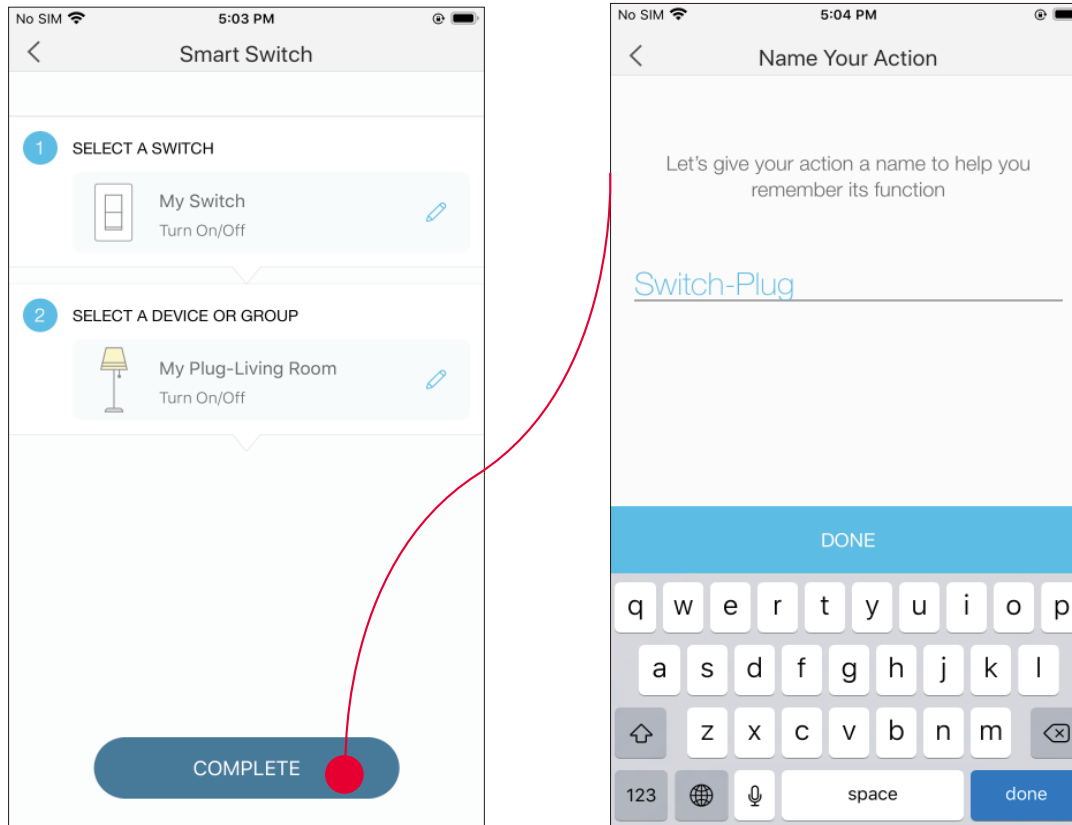 No SIM
5:03 PM
Smart Switch
1
SELECT A SWITCH
My Switch
Turn On/Off
2
SELECT A DEVICE OR GROUP
My Plug-Living Room
Turn On/Off
COMPLETE
No SIM
5:04 PM
Name Your Action
Let’s give your action a name to help you
remember its function
Switch-Plug
DONE
q w e r t y u i o p
a s d f g h j k l
z x c v b n m
123 space done